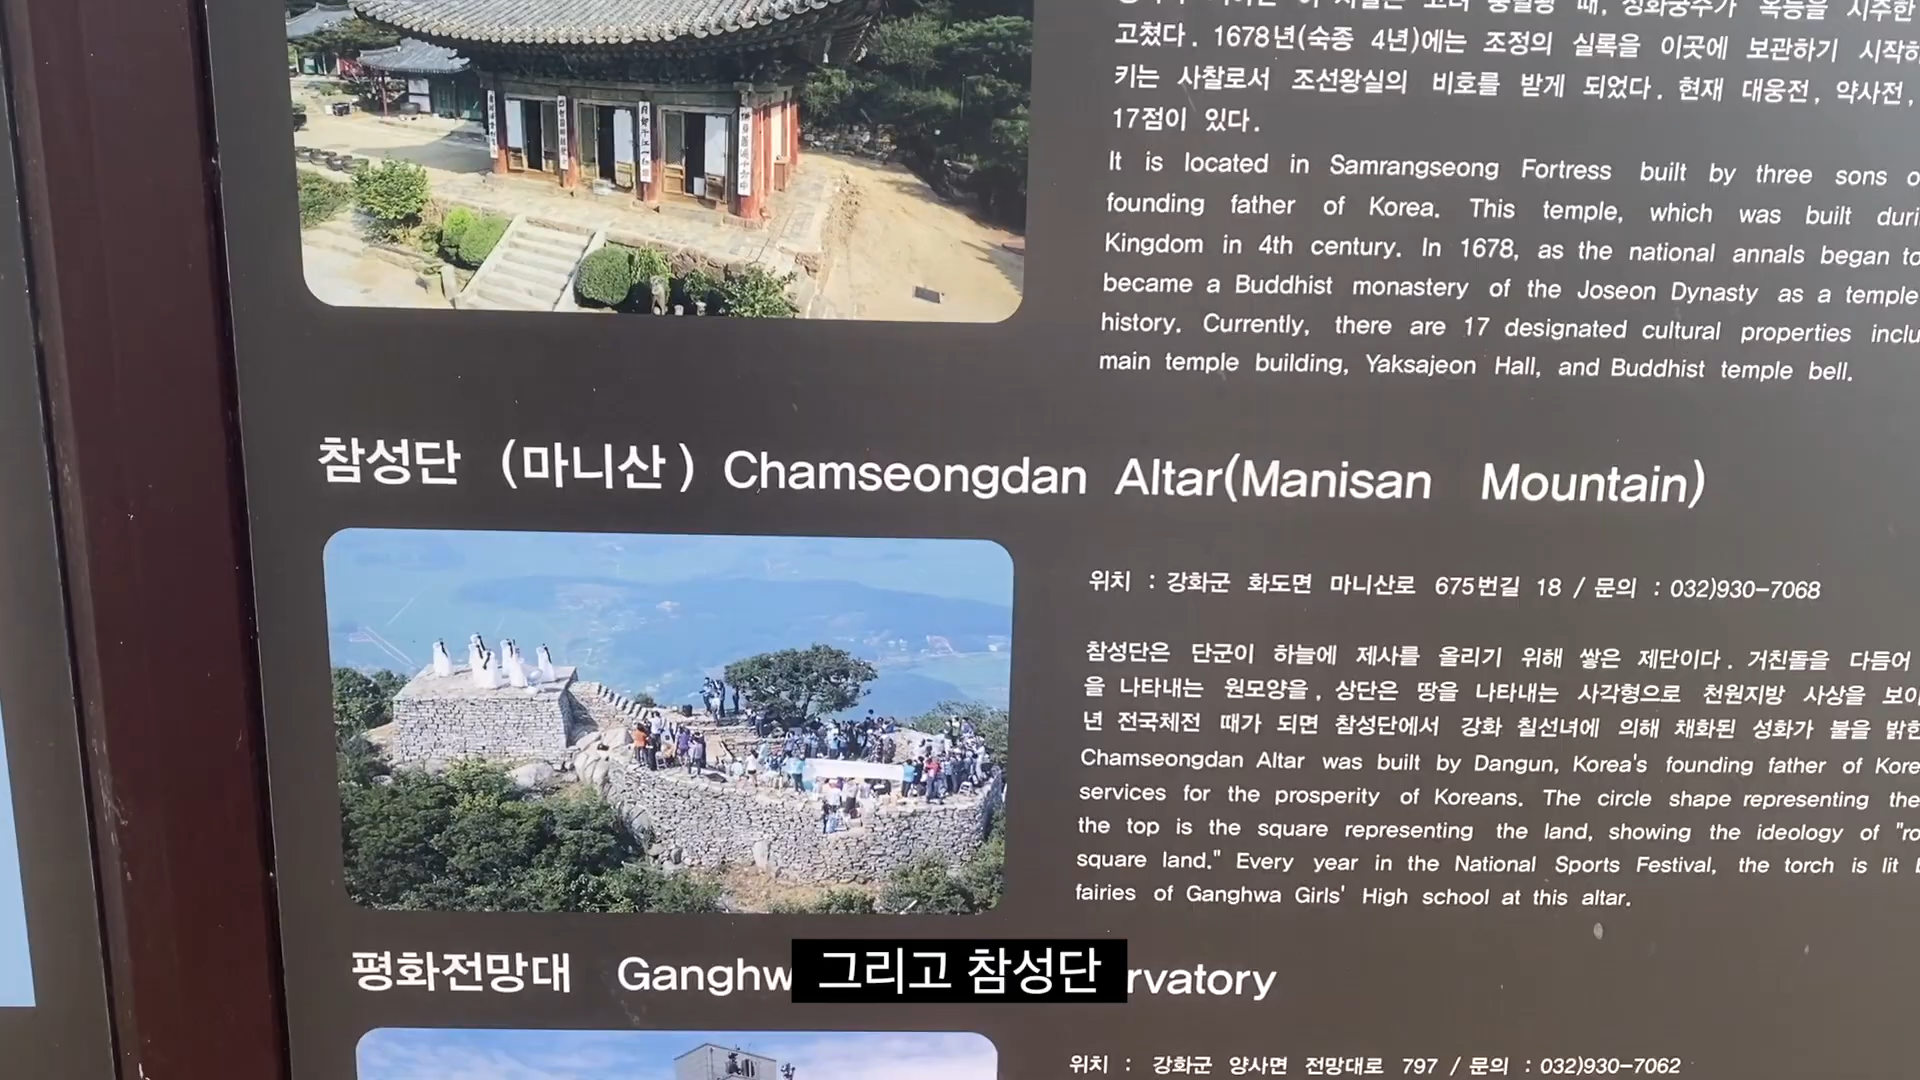 고쳤다. 1678년(숙종 4년)에는 조정의 실록을 이곳에 보관하기
키는 사찰로서 조선왕실의 비호를 받게 되었다. 현재 대웅전, 약사전,
17점이 있다.
It is located in Samrangseong Fortress built by three sons
founding father of Korea. This temple, which was built
Kingdom in 4th century. In 1678, as the national annals began to
became a Buddhist monastery of the Joseon Dynasty as a temple
history. Currently, there are 17 designated cultural properties
main temple building, Yaksajeon Hall, and Buddhist temple bell.
참성단 (마니산) Chamseongdan Altar(Manisan Mountain)
위치 : 강화군 화도면 마니산로 675번길 18 / 문의 : 032)930-7068
참성단은 단군이 하늘에 제사를 올리기 위해 쌓은 제단이다. 거친돌을 다듬어
을 나타내는 원모양을, 상단은 땅을 나타내는 사각형으로 천원지방 사상을
년 전국체전 때가 되면 참성단에서 강화 칠선녀에 의해 채화된 성화가 불을
Chamseongdan Altar was built by Dangun, Korea's founding father of
services for the prosperity of Koreans. The circle shape representing the
the top is the square representing the land, showing the ideology of
square land." Every year in the National Sports Festival, the torch is lit
fairies of Ganghwa Girls' High school at this altar.
평화전망대
그리고 참성단
위치 : 강화군 양사면 전망대로 797 / 문의 : 032)930-7062